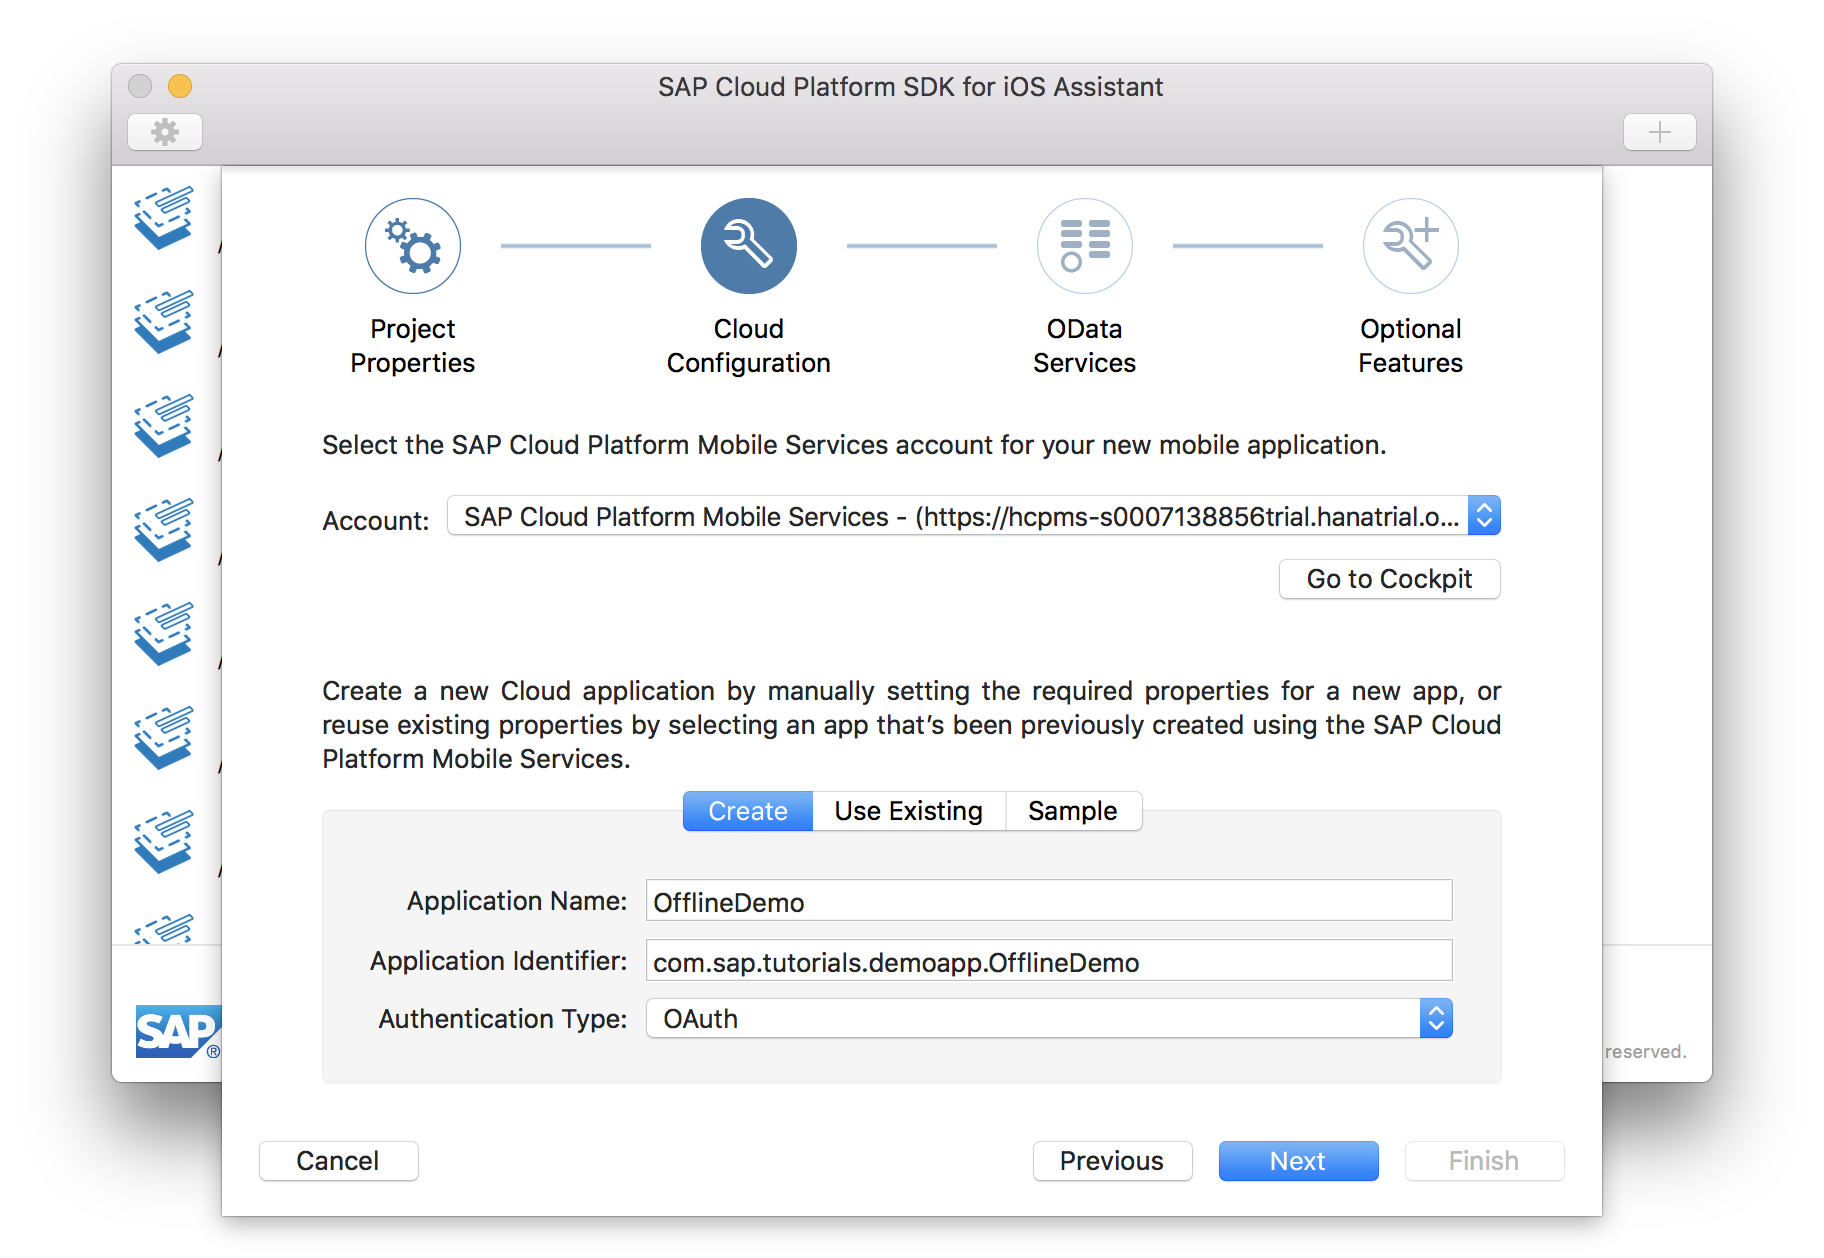 SAP Cloud Platform SDK for iOS Assistant
Project
Properties
Cloud
Configuration
OData
Services
Optional
Features
Select the SAP Cloud Platform Mobile Services account for your new mobile application.
Account: SAP Cloud Platform Mobile Services - (https://hcpms-s0007138856trial.hanatrial.o...
Go to Cockpit
Create a new Cloud application by manually setting the required properties for a new app, or
reuse existing properties by selecting an app that’s been previously created using the SAP Cloud
Platform Mobile Services.
Create Use Existing Sample
Application Name: OfflineDemo
Application Identifier: com.sap.tutorials.demoapp.OfflineDemo
Authentication Type: OAuth
SAP ®
reserved.
Cancel Previous Next Finish